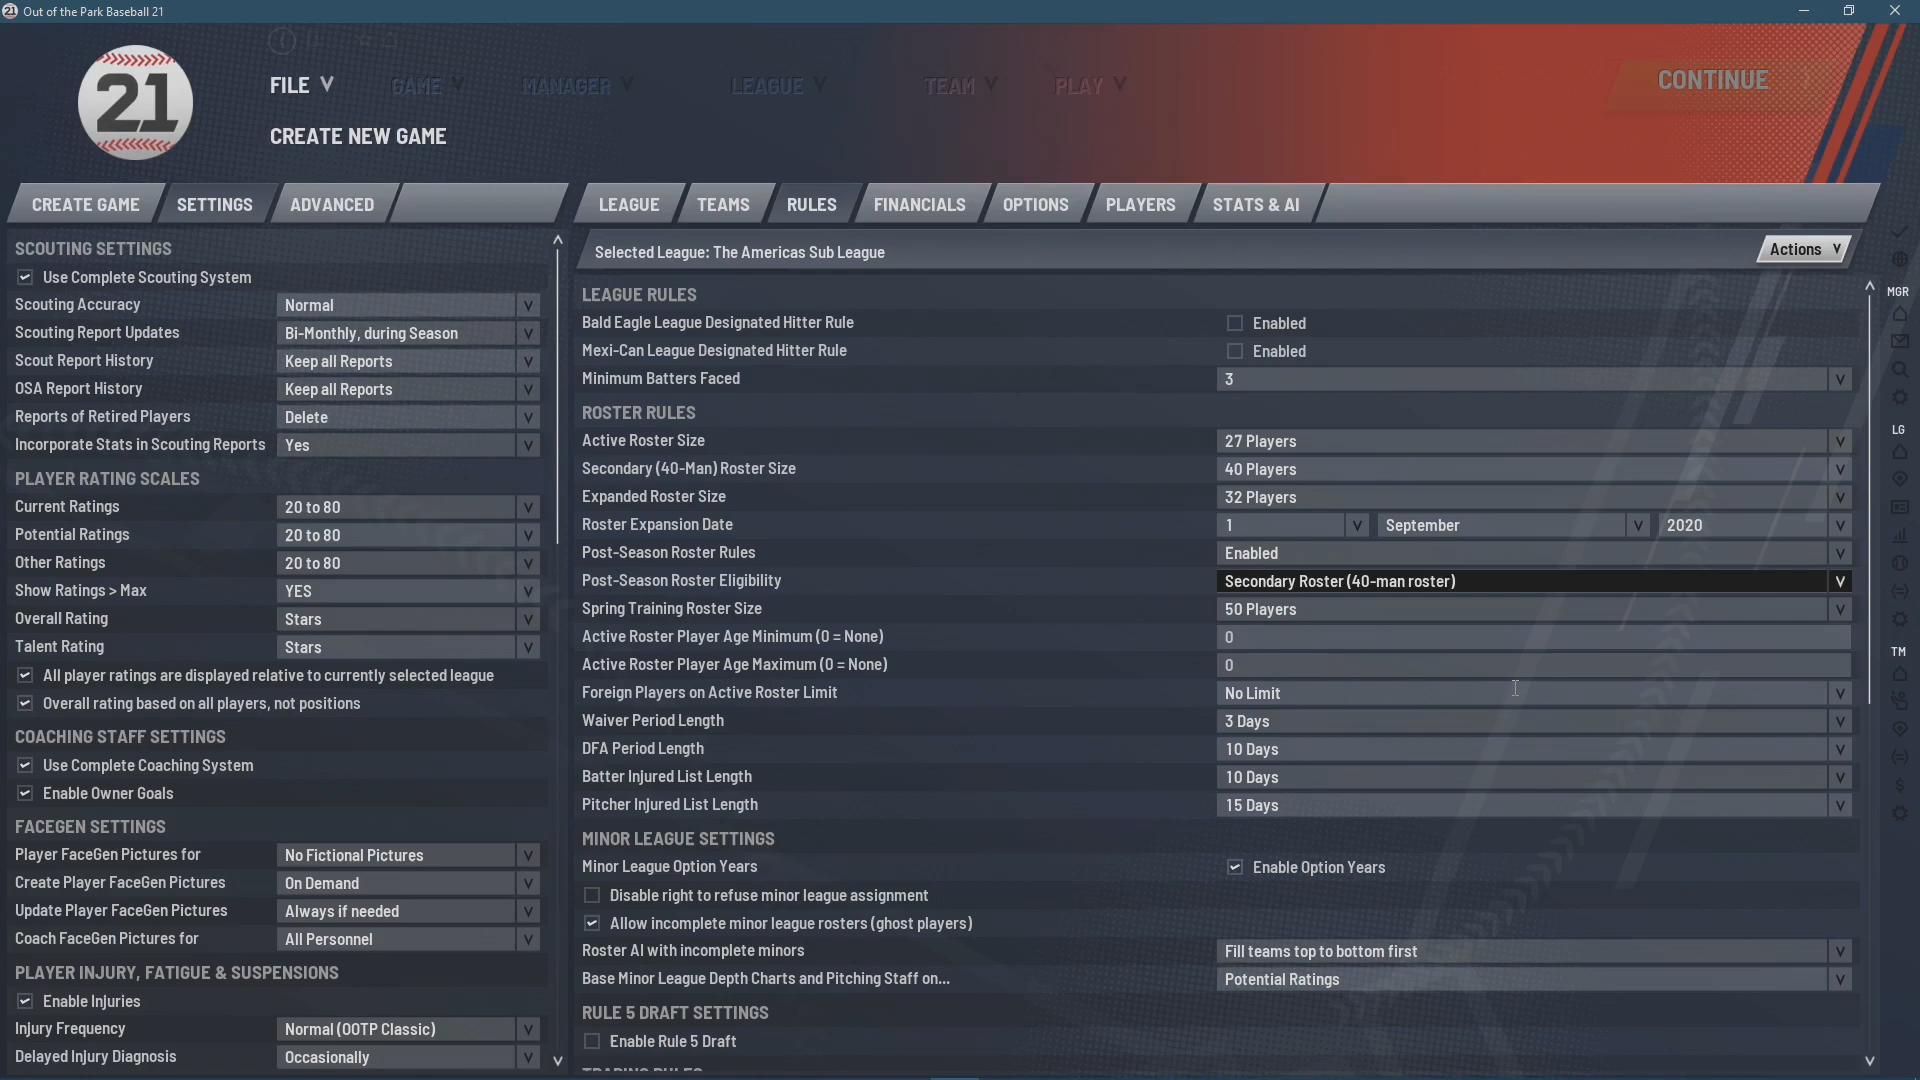 Out of the Park Baseball 21
21
FILE GAME MANAGER LEAGUE TEAM PLAY CONTINUE
CREATE NEW GAME
CREATE GAME SETTINGS ADVANCED
LEAGUE TEAMS RULES FINANCIALS OPTIONS PLAYERS STATS & AI
SCOUTING SETTINGS
Use Complete Scouting System
Scouting Accuracy Normal
Scouting Report Updates Bi-Monthly, during Season
Scout Report History Keep all Reports
OSA Report History Keep all Reports
Reports of Retired Players Delete
Incorporate Stats in Scouting Reports Yes
PLAYER RATING SCALES
Current Ratings 20 to 80
Potential Ratings 20 to 80
Other Ratings 20 to 80
Show Ratings > Max YES
Overall Rating Stars
Talent Rating Stars
All player ratings are displayed relative to currently selected league
Overall rating based on all players, not positions
COACHING STAFF SETTINGS
Use Complete Coaching System
Enable Owner Goals
FACEGEN SETTINGS
Player FaceGen Pictures for No Fictional Pictures
Create Player FaceGen Pictures On Demand
Update Player FaceGen Pictures Always if needed
Coach FaceGen Pictures for All Personnel
PLAYER INJURY, FATIGUE & SUSPENSIONS
Enable Injuries
Injury Frequency Normal (OOTP Classic)
Delayed Injury Diagnosis Occasionally
Selected League: The Americas Sub League Actions
LEAGUE RULES
Bald Eagle League Designated Hitter Rule Enabled
Mexi-Can League Designated Hitter Rule Enabled
Minimum Batters Faced 3
ROSTER RULES
Active Roster Size 27 Players
Secondary (40-Man) Roster Size 40 Players
Expanded Roster Size 32 Players
Roster Expansion Date 1 September 2020
Post-Season Roster Rules Enabled
Post-Season Roster Eligibility Secondary Roster (40-man roster)
Spring Training Roster Size 50 Players
Active Roster Player Age Minimum (0 = None) 0
Active Roster Player Age Maximum (0 = None) 0
Foreign Players on Active Roster Limit No Limit
Waiver Period Length 3 Days
DFA Period Length 10 Days
Batter Injured List Length 10 Days
Pitcher Injured List Length 15 Days
MINOR LEAGUE SETTINGS
Minor League Option Years Enable Option Years
Disable right to refuse minor league assignment
Allow incomplete minor league rosters (ghost players)
Roster AI with incomplete minors Fill teams top to bottom first
Base Minor League Depth Charts and Pitching Staff on... Potential Ratings
RULE 5 DRAFT SETTINGS
Enable Rule 5 Draft
TRADING RULES
MGR
LG
TM